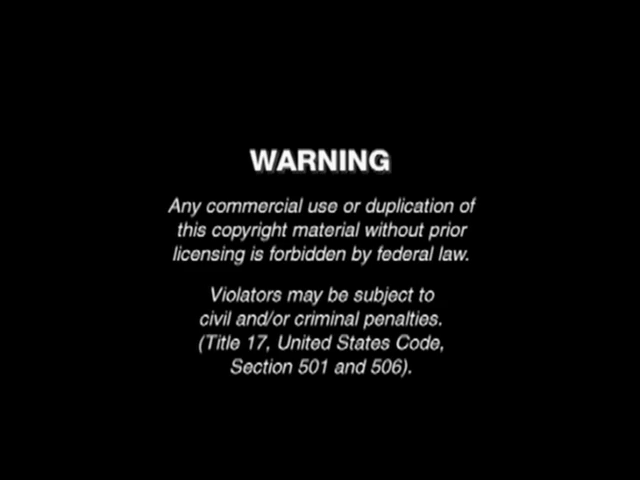 WARNING
Any commercial use or duplication of
this copyright material without prior
licensing is forbidden by federal law.
Violators may be subject to
civil and/or criminal penalties.
(Title 17, United States Code,
Section 501 and 506).